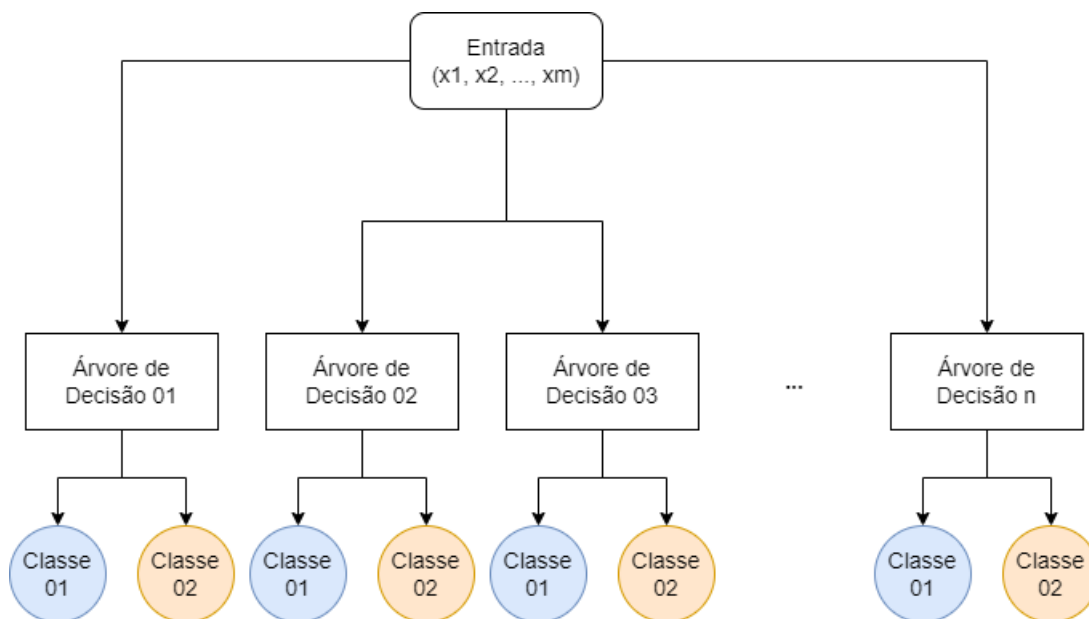 Entrada
(x1, x2, ..., xm)
Árvore de
Decisão 01
Árvore de
Decisão 02
Árvore de
Decisão 03
...
Árvore de
Decisão n
Classe
01
Classe
02
Classe
01
Classe
02
Classe
01
Classe
02
Classe
01
Classe
02